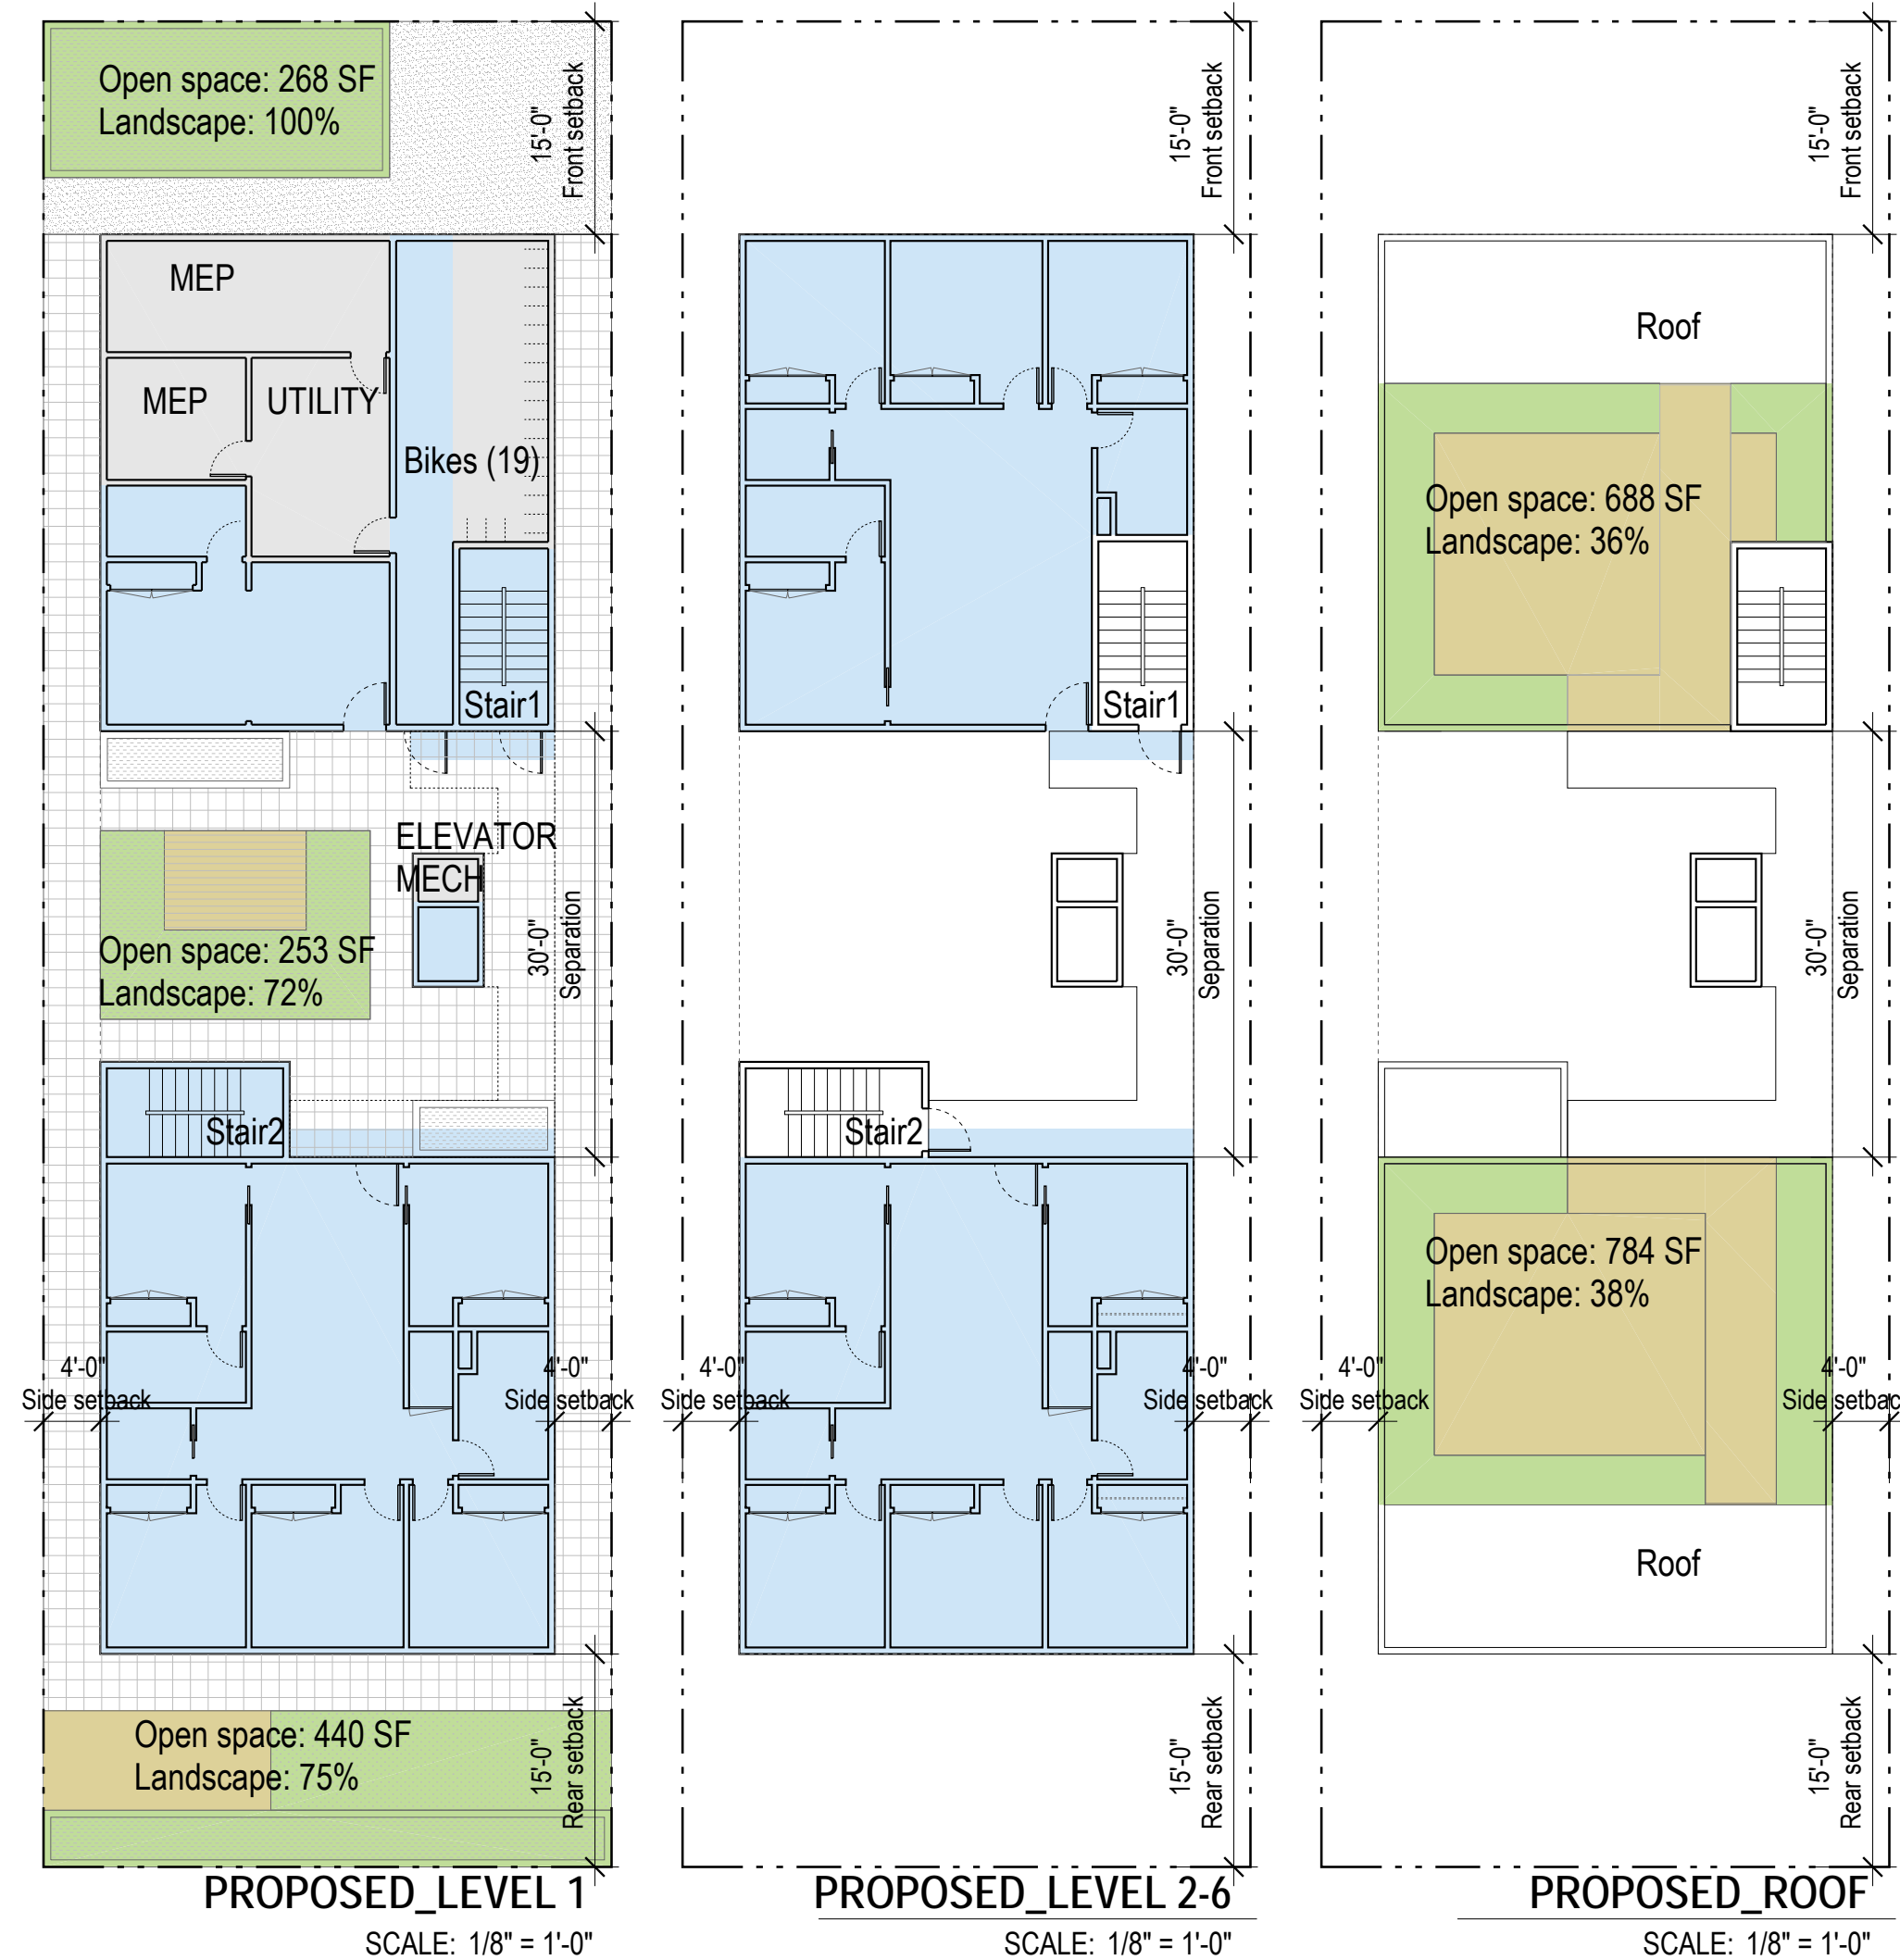 Open space: 268 SF
Landscape: 100%
15'-0"
Front setback
MEP
MEP
UTILITY
Bikes (19)
Stair1
ELEVATOR
MECH
Open space: 253 SF
Landscape: 72%
30'-0"
Separation
Stair2
4'-0"
Side setback
4'-0"
Side setback
Open space: 440 SF
Landscape: 75%
15'-0"
Rear setback
PROPOSED_LEVEL 1
SCALE: 1/8" = 1'-0"
15'-0"
Front setback
Stair1
30'-0"
Separation
Stair2
4'-0"
Side setback
4'-0"
Side setback
15'-0"
Rear setback
PROPOSED_LEVEL 2-6
SCALE: 1/8" = 1'-0"
15'-0"
Front setback
Roof
Open space: 688 SF
Landscape: 36%
30'-0"
Separation
Open space: 784 SF
Landscape: 38%
4'-0"
Side setback
4'-0"
Side setbac
Roof
15'-0"
Rear setback
PROPOSED_ROOF
SCALE: 1/8" = 1'-0"